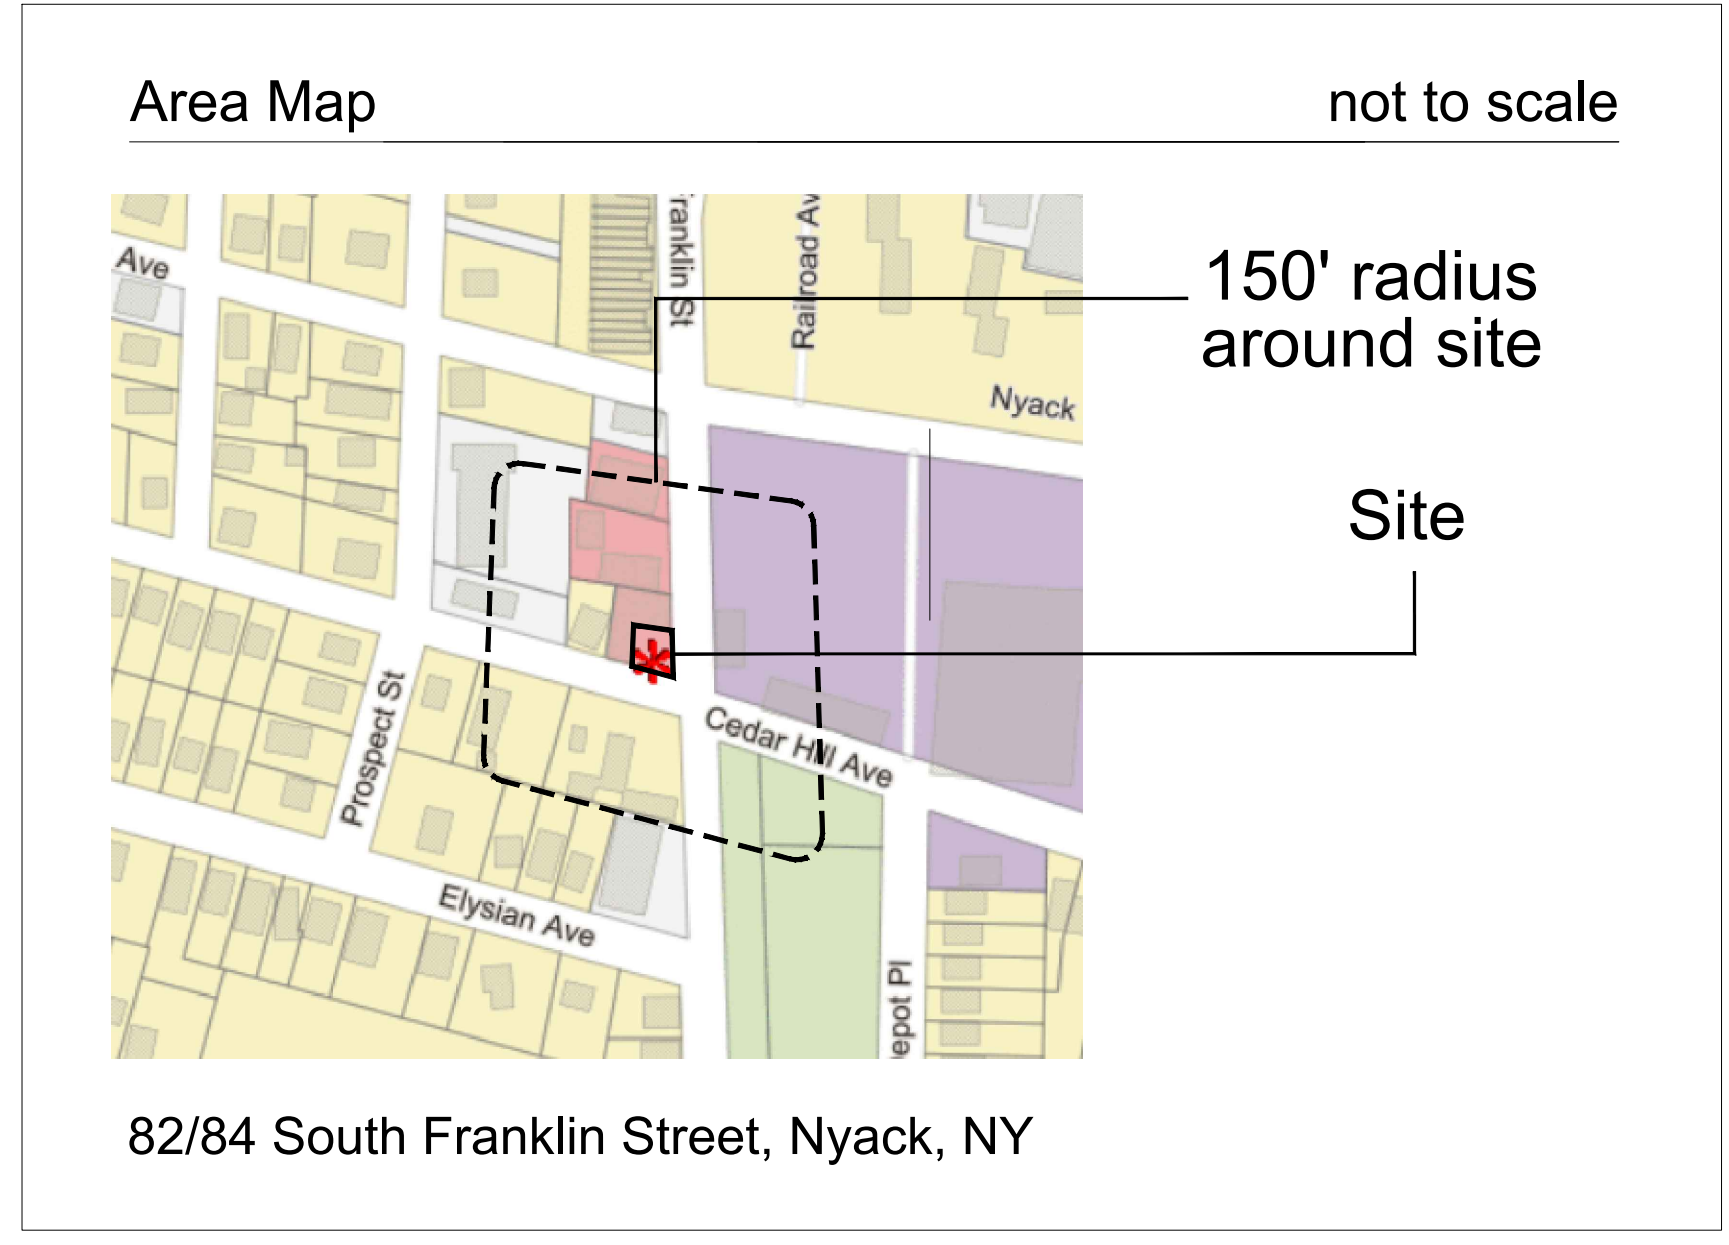 Area Map
not to scale
Ave
ranklin St
Railroad Av
150' radius
around site
Nyack
Site
Prospect St
Cedar Hill Ave
Elysian Ave
epot Pl
82/84 South Franklin Street, Nyack, NY